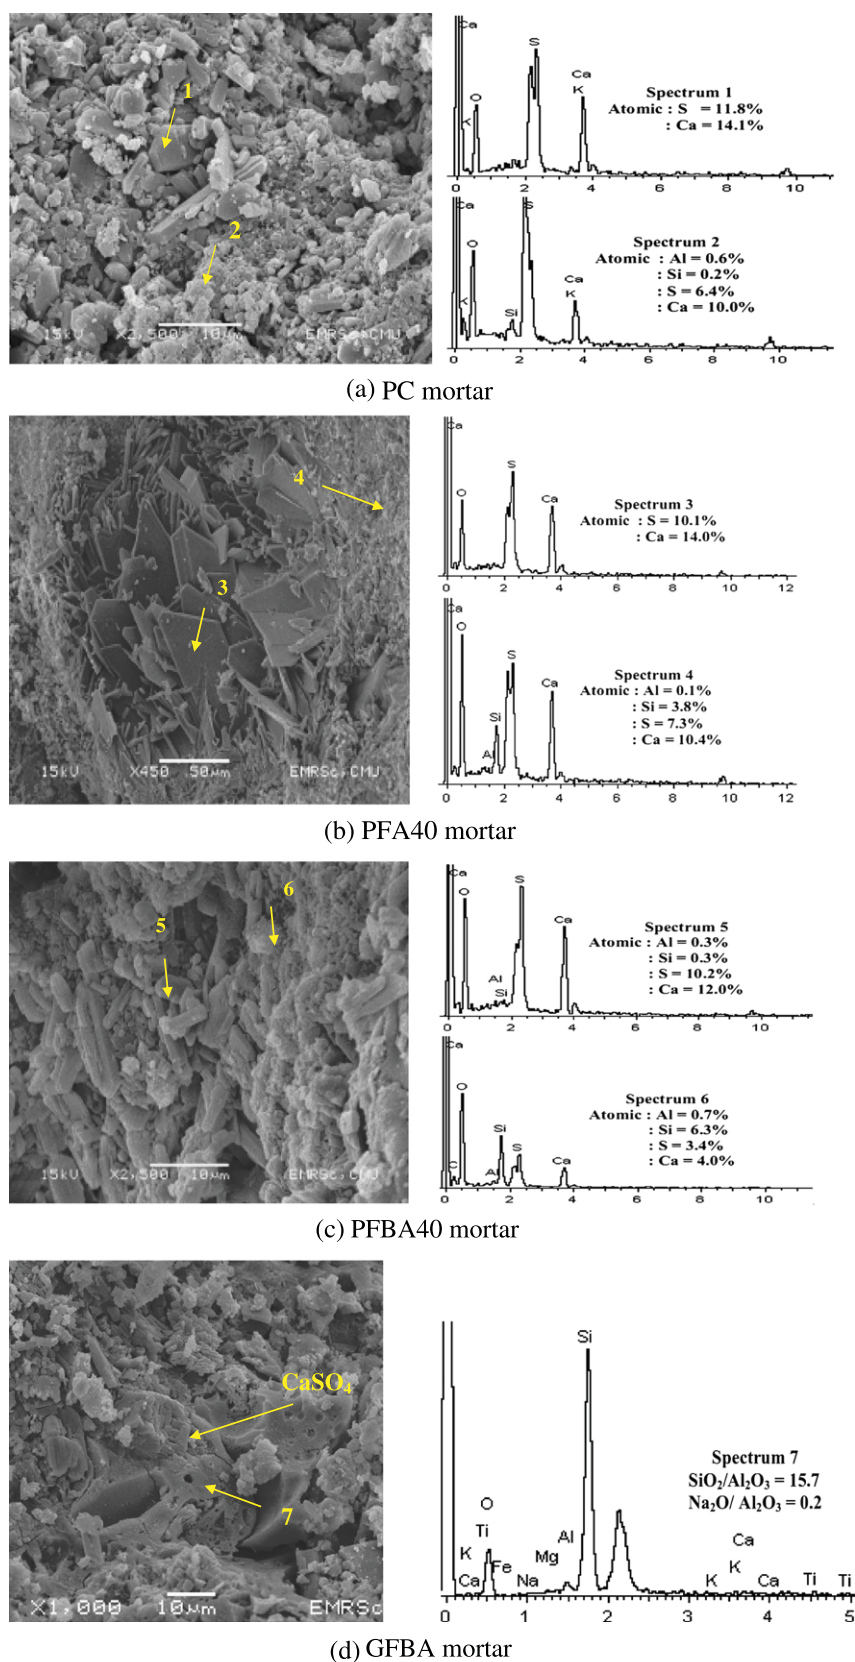 1
2
15kV X2,500 10µm EMRSc,CMU
Ca
S
Ca
K
O
K
Spectrum 1
Atomic : S = 11.8%
: Ca = 14.1%
0 2 4 6 8 10
Ca
S
O
Ca
K
K
Si
Spectrum 2
Atomic : Al = 0.6%
: Si = 0.2%
: S = 6.4%
: Ca = 10.0%
0 2 4 6 8 10
(a) PC mortar
4
3
15kV X450 50µm EMRSc,CMU
Ca
S
O
Ca
Spectrum 3
Atomic : S = 10.1%
: Ca = 14.0%
0 2 4 6 8 10 12
Ca
O
S
Ca
Si
Al
Spectrum 4
Atomic : Al = 0.1%
: Si = 3.8%
: S = 7.3%
: Ca = 10.4%
0 2 4 6 8 10 12
(b) PFA40 mortar
6
5
15kV X2,500 10µm EMRSc,CMU
Ca
S
O
Ca
Al
Si
Spectrum 5
Atomic : Al = 0.3%
: Si = 0.3%
: S = 10.2%
: Ca = 12.0%
0 2 4 6 8 10
Ca
O
Si
S
Ca
C
Al
Spectrum 6
Atomic : Al = 0.7%
: Si = 6.3%
: S = 3.4%
: Ca = 4.0%
0 2 4 6 8 10
(c) PFBA40 mortar
CaSO4
7
X1,000 10µm EMRSc
Si
Spectrum 7
SiO2/Al2O3 = 15.7
Na2O/ Al2O3 = 0.2
O
Ti
K
Ca
Fe
Na
Mg
Al
K
Ca
K
Ca
Ti
Ti
0 1 2 3 4 5
(d) GFBA mortar